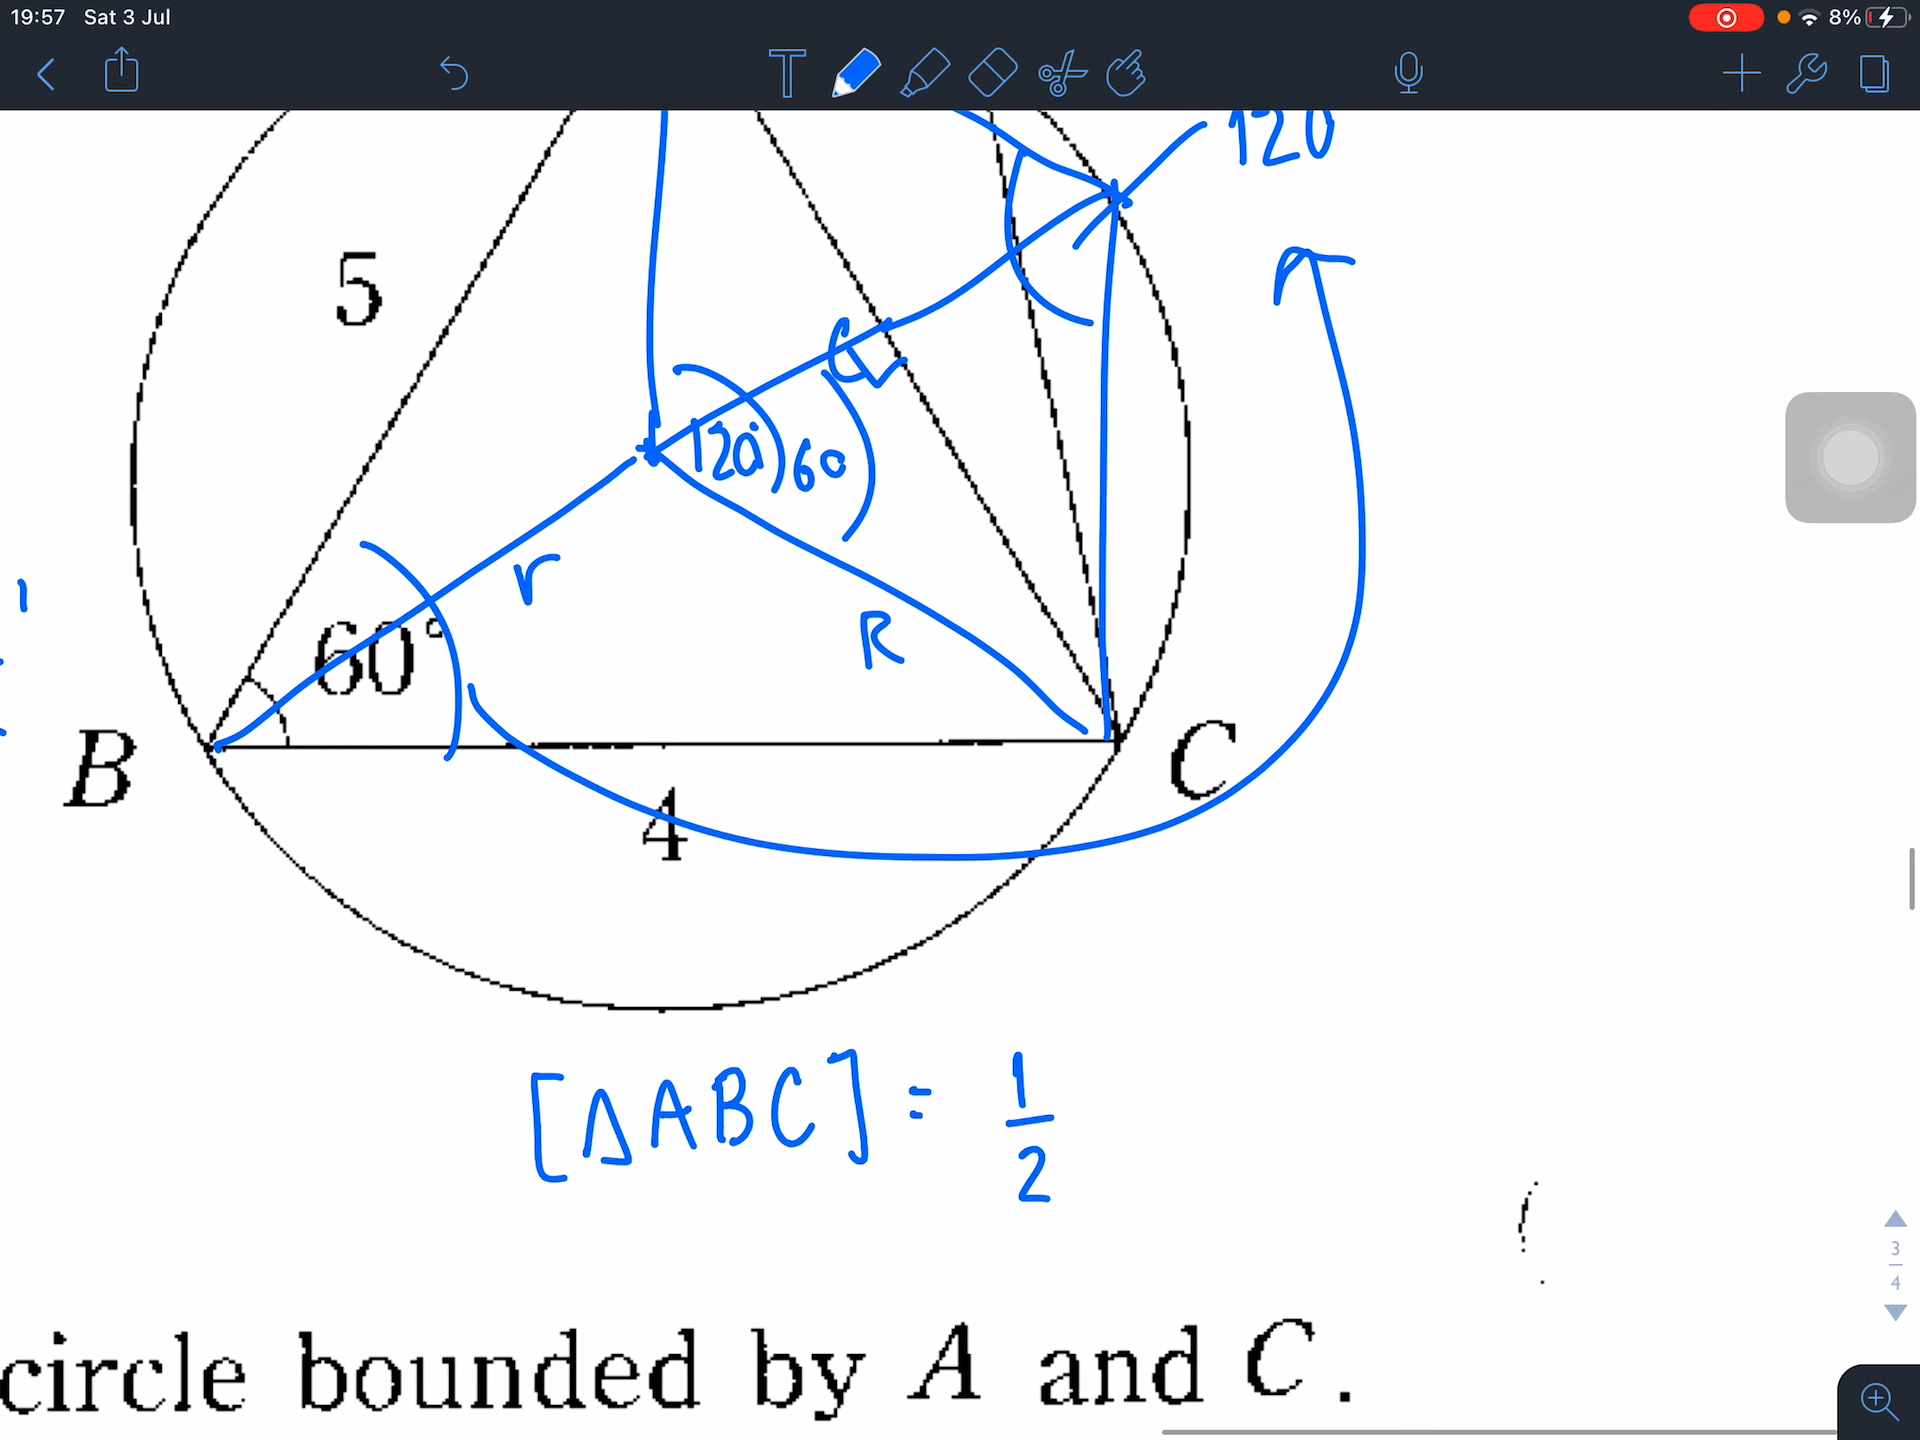 19:57 Sat 3 Jul
8%
T
120
5
120
60
r
R
60°
B
C
4
[ΔABC] = 1/2
3
4
circle bounded by A and C.